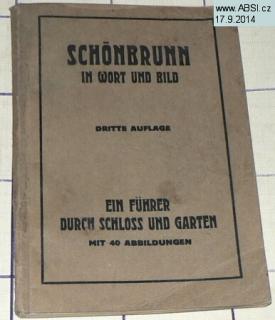 www.ABSI.cz
17.9.2014
SCHÖNBRUNN
IN WORT UND BILD
DRITTE AUFLAGE
EIN FÜHRER
DURCH SCHLOSS UND GARTEN
MIT 40 ABBILDUNGEN